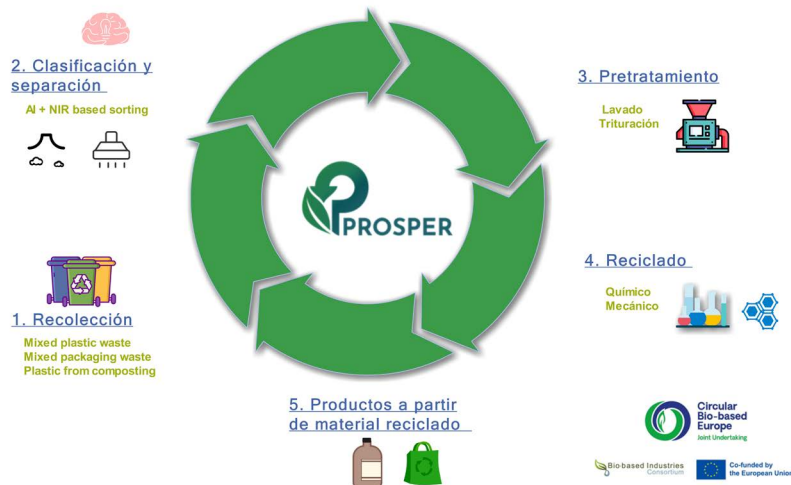 2. Clasificación y
separación
AI + NIR based sorting
3. Pretratamiento
Lavado
Trituración
PROSPER
1. Recolección
Mixed plastic waste
Mixed packaging waste
Plastic from composting
4. Reciclado
Químico
Mecánico
5. Productos a partir
de material reciclado
Circular
Bio-based
Europe
Joint Undertaking
Bio-based Industries
Consortium
Co-funded by
the European Union